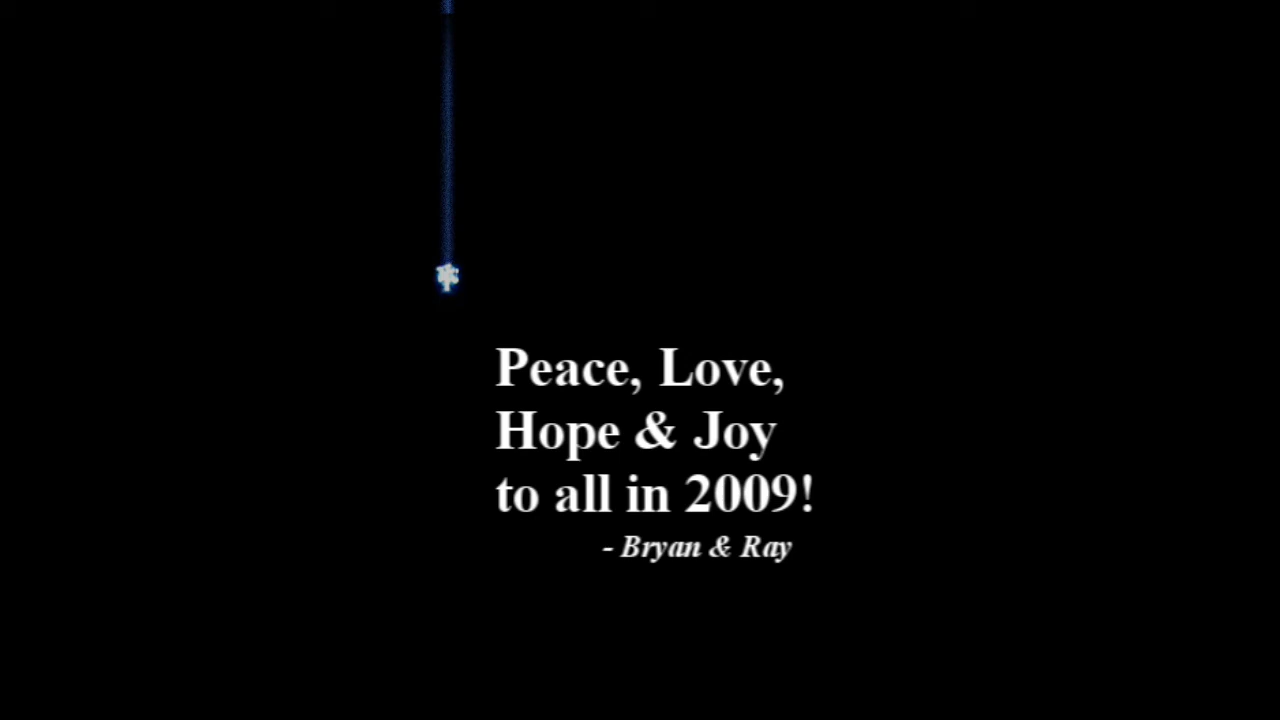 Peace, Love,
Hope & Joy
to all in 2009!
- Bryan & Ray